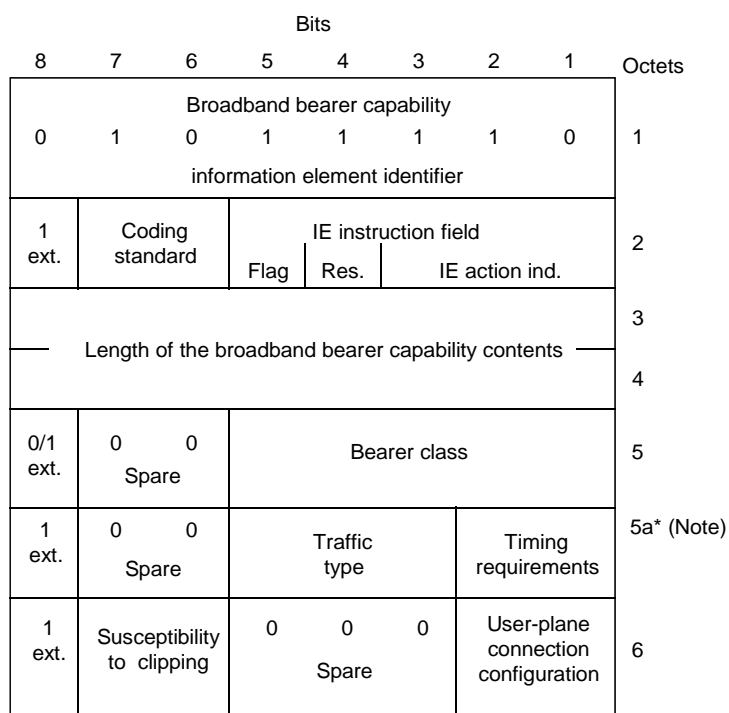 Bits
8 7 6 5 4 3 2 1 Octets
Broadband bearer capability
0 1 0 1 1 1 1 0 1
information element identifier
1 ext. Coding standard IE instruction field 2
Flag Res. IE action ind.
3
Length of the broadband bearer capability contents
4
0/1 ext. 0 0 Spare Bearer class 5
1 ext. 0 0 Spare Traffic type Timing requirements 5a* (Note)
1 ext. Susceptibility to clipping 0 0 0 Spare User-plane connection configuration 6